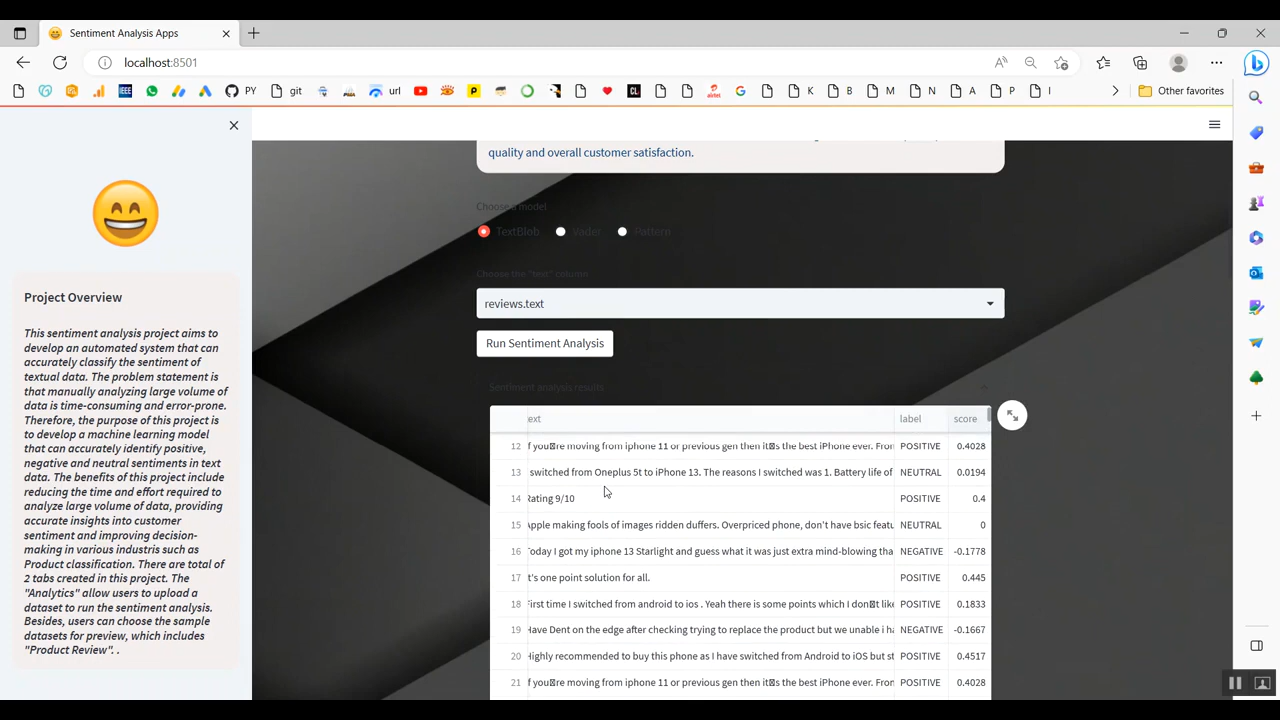 Sentiment Analysis Apps
localhost:8501
PY
git
url
K
B
M
N
A
P
I
Other favorites
quality and overall customer satisfaction.
Choose a model
TextBlob
Vader
Pattern
Choose the "text" column
reviews.text
Run Sentiment Analysis
Sentiment analysis results
Project Overview
This sentiment analysis project aims to
develop an automated system that can
accurately classify the sentiment of
textual data. The problem statement is
that manually analyzing large volume of
data is time-consuming and error-prone.
Therefore, the purpose of this project is
to develop a machine learning model
that can accurately identify positive,
negative and neutral sentiments in text
data. The benefits of this project include
reducing the time and effort required to
analyze large volume of data, providing
accurate insights into customer
sentiment and improving decision-
making in various industris such as
Product classification. There are total of
2 tabs created in this project. The
"Analytics" allow users to upload a
dataset to run the sentiment analysis.
Besides, users can choose the sample
datasets for preview, which includes
"Product Review". .
ext label score
12 f you▯re moving from iphone 11 or previous gen then it▯s the best iPhone ever. Fron POSITIVE 0.4028
13 switched from Oneplus 5t to iPhone 13. The reasons I switched was 1. Battery life of NEUTRAL 0.0194
14 Rating 9/10 POSITIVE 0.4
15 Apple making fools of images ridden duffers. Overpriced phone, don't have bsic featu NEUTRAL 0
16 Today I got my iphone 13 Starlight and guess what it was just extra mind-blowing tha NEGATIVE -0.1778
17 t's one point solution for all. POSITIVE 0.445
18 First time I switched from android to ios . Yeah there is some points which I don▯t like POSITIVE 0.1833
19 Have Dent on the edge after checking trying to replace the product but we unable i ha NEGATIVE -0.1667
20 Highly recommended to buy this phone as I have switched from Android to iOS but st POSITIVE 0.4517
21 f you▯re moving from iphone 11 or previous gen then it▯s the best iPhone ever. Fron POSITIVE 0.4028